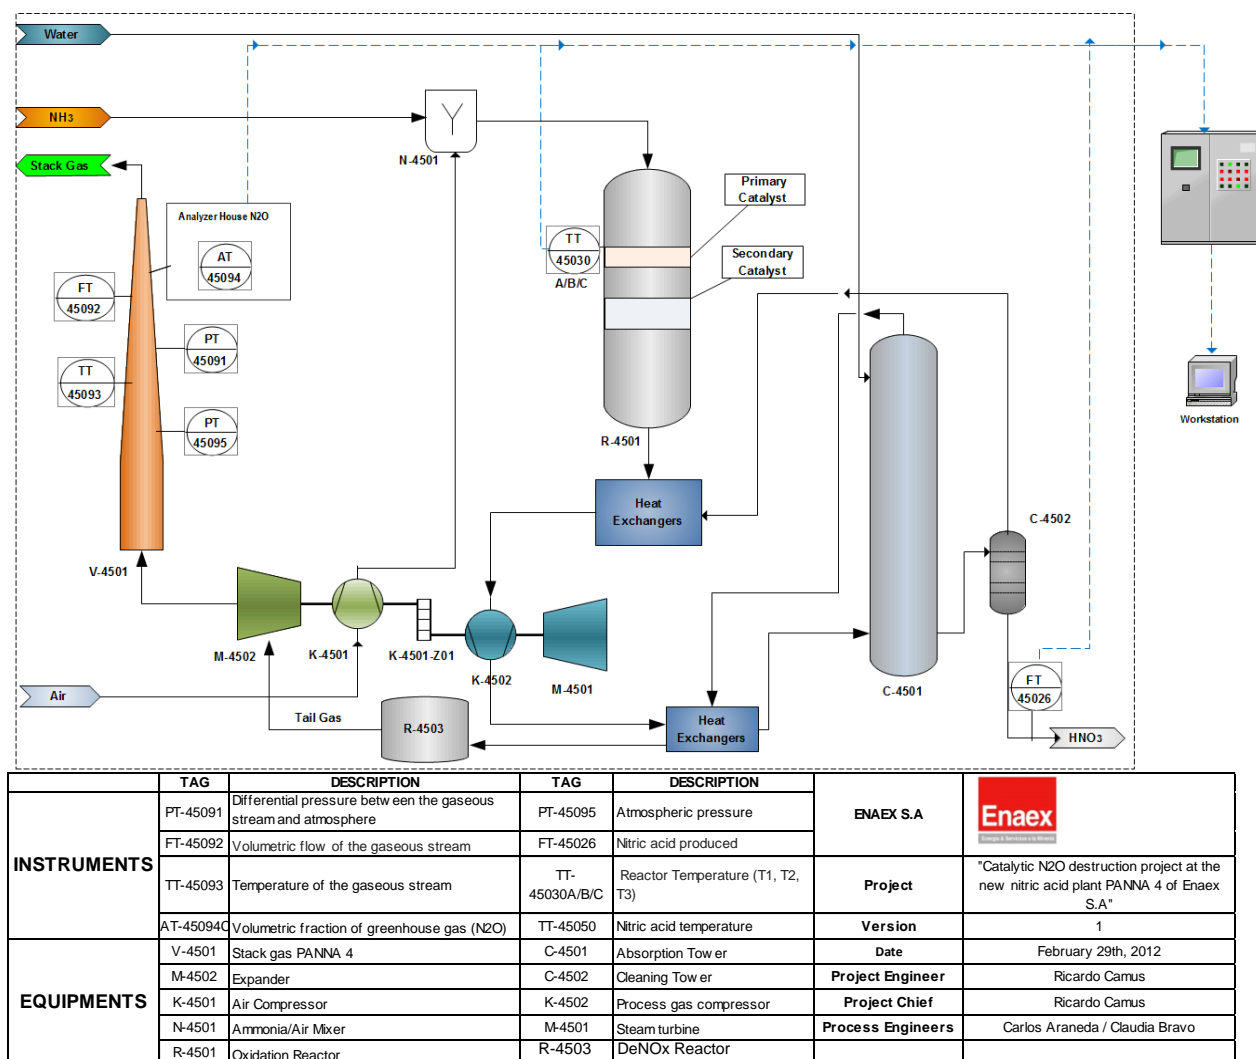 Water
NH3
Stack Gas
N-4501
Analyzer House N2O
AT
45094
FT
45092
PT
45091
TT
45093
PT
45095
V-4501
TT
45030
A/B/C
Primary
Catalyst
Secondary
Catalyst
R-4501
Heat
Exchangers
C-4502
Workstation
M-4502
K-4501
K-4501-Z01
K-4502
M-4501
C-4501
FT
45026
Air
Tail Gas
R-4503
Heat
Exchangers
HNO3
TAG DESCRIPTION TAG DESCRIPTION
INSTRUMENTS
PT-45091 Differential pressure between the gaseous stream and atmosphere PT-45095 Atmospheric pressure
FT-45092 Volumetric flow of the gaseous stream FT-45026 Nitric acid produced
ENAEX S.A
Enaex
TT-45093 Temperature of the gaseous stream TT-45030A/B/C Reactor Temperature (T1, T2, T3)
Project "Catalytic N2O destruction project at the new nitric acid plant PANNA 4 of Enaex S.A"
AT-45094C Volumetric fraction of greenhouse gas (N2O) TT-45050 Nitric acid temperature Version 1
EQUIPMENTS
V-4501 Stack gas PANNA 4 C-4501 Absorption Tower Date February 29th, 2012
M-4502 Expander C-4502 Cleaning Tower Project Engineer Ricardo Camus
K-4501 Air Compressor K-4502 Process gas compressor Project Chief Ricardo Camus
N-4501 Ammonia/Air Mixer M-4501 Steam turbine Process Engineers Carlos Araneda / Claudia Bravo
R-4501 Oxidation Reactor R-4503 DeNOx Reactor